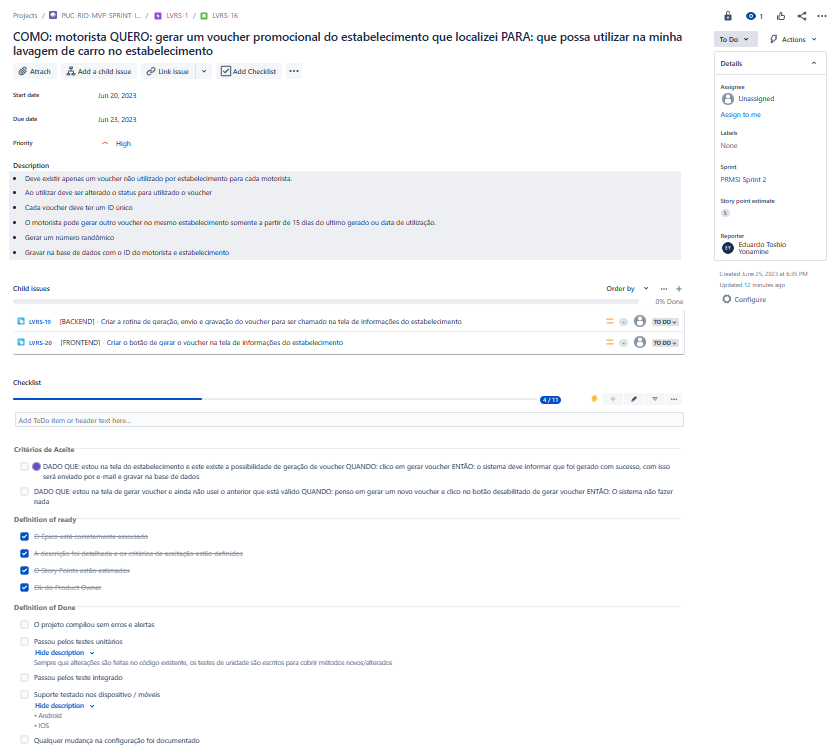 Projects / PUC-RIO-MVP-SPRINT-I... / LVRS-1 / LVRS-16
1
COMO: motorista QUERO: gerar um voucher promocional do estabelecimento que localizei PARA: que possa utilizar na minha
lavagem de carro no estabelecimento
To Do
Actions
Attach
Add a child issue
Link issue
Add Checklist
Details
Start date
Jun 20, 2023
Due date
Jun 23, 2023
Priority
High
Assignee
Unassigned
Assign to me
Labels
None
Sprint
PRMSI Sprint 2
Story point estimate
5
Reporter
EY
Eduardo Toshio
Yonamine
Created June 25, 2023 at 6:35 PM
Updated 12 minutes ago
Configure
Description
• Deve existir apenas um voucher não utilizado por estabelecimento para cada motorista.
• Ao utilizar deve ser alterado o status para utilizado o voucher
• Cada voucher deve ter um ID único
• O motorista pode gerar outro voucher no mesmo estabelecimento somente a partir de 15 dias do ultimo gerado ou data de utilização.
• Gerar um número randômico
• Gravar na base de dados com o ID do motorista e estabelecimento
Child issues
Order by
0% Done
LVRS-19 [BACKEND] - Criar a rotina de geração, envio e gravação do voucher para ser chamado na tela de informações do estabelecimento
- TO DO
LVRS-20 [FRONTEND] - Criar o botão de gerar o voucher na tela de informações do estabelecimento
- TO DO
Checklist
4 / 11
Add ToDo item or header text here...
Critérios de Aceite
DADO QUE: estou na tela do estabelecimento e este existe a possibilidade de geração de voucher QUANDO: clico em gerar voucher ENTÃO: o sistema deve informar que foi gerado com sucesso, com isso
será enviado por e-mail e gravar na base de dados
DADO QUE: estou na tela de gerar voucher e ainda não usei o anterior que está válido QUANDO: penso em gerar um novo voucher e clico no botão desabilitado de gerar voucher ENTÃO: O sistema não fazer
nada
Definition of ready
O Épico está corretamente associado
A descrição foi detalhada e os critérios de aceitação estão definidos
O Story Points estão estimados
Ok do Product Owner
Definition of Done
O projeto compilou sem erros e alertas
Passou pelos testes unitários
Hide description
Sempre que alterações são feitas no código existente, os testes de unidade são escritos para cobrir métodos novos/alterados
Passou pelos teste integrado
Suporte testado nos dispositivo / móveis
Hide description
• Android
• IOS
Qualquer mudança na configuração foi documentado